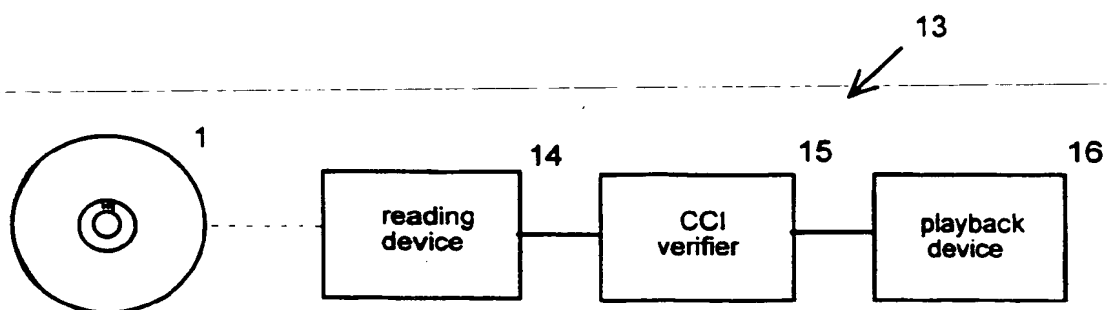 13
1
14
15
16
reading
device
CCI
verifier
playback
device